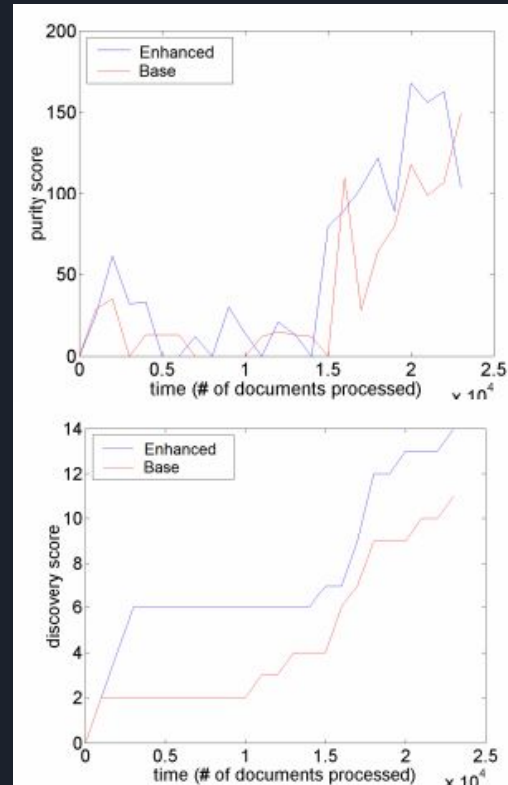 200
Enhanced
Base
150
purity score
100
50
0
0 0.5 1 1.5 2 2.5
time (# of documents processed)
x 10^4
14
Enhanced
Base
12
10
discovery score
8
6
4
2
0
0 0.5 1 1.5 2 2.5
time (# of documents processed)
x 10^4